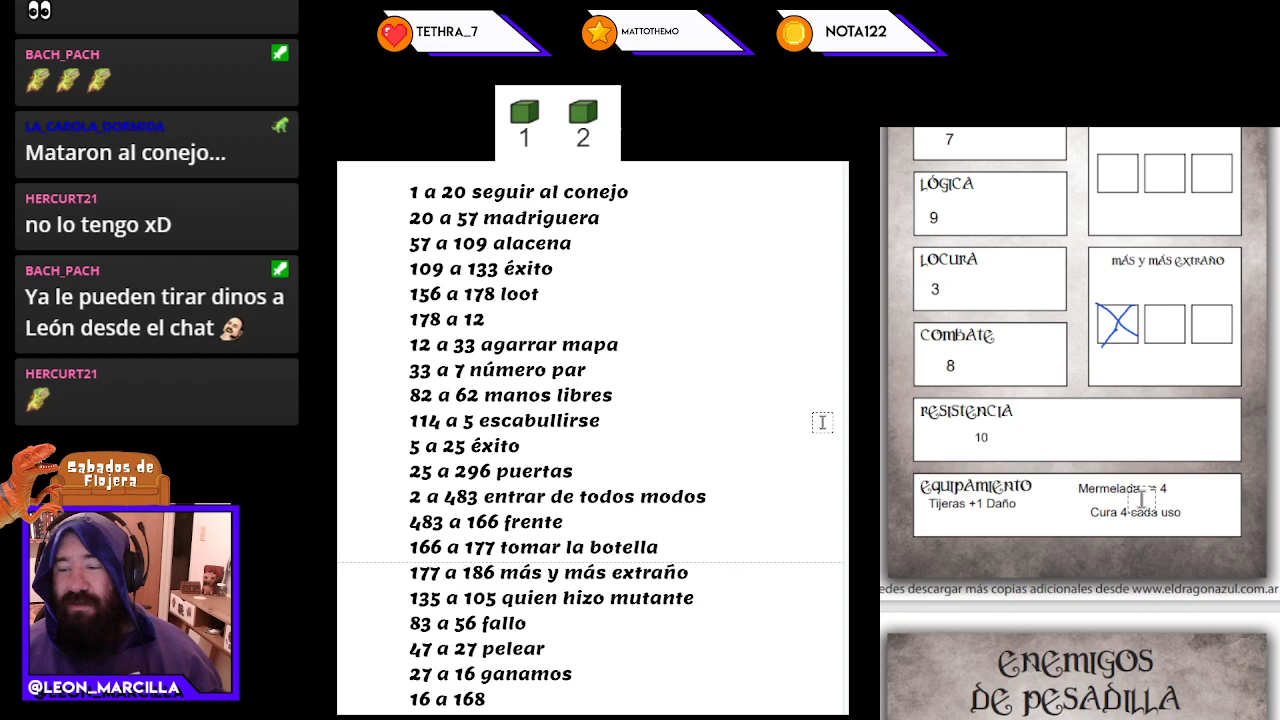 BACH_PACH
LA_CABOLA_DORMIDA
Mataron al conejo...
HERCURT21
no lo tengo xD
BACH_PACH
Ya le pueden tirar dinos a
León desde el chat
HERCURT21
Sabados de
Flojera
@LEON_MARCILLA
TETHRA_7
MATTOTHEMO
NOTA122
1 2
1 a 20 seguir al conejo
20 a 57 madriguera
57 a 109 alacena
109 a 133 éxito
156 a 178 loot
178 a 12
12 a 33 agarrar mapa
33 a 7 número par
82 a 62 manos libres
114 a 5 escabullirse
5 a 25 éxito
25 a 296 puertas
2 a 483 entrar de todos modos
483 a 166 frente
166 a 177 tomar la botella
177 a 186 más y más extraño
135 a 105 quien hizo mutante
83 a 56 fallo
47 a 27 pelear
27 a 16 ganamos
16 a 168
7
LÓGICA
9
LOCURA
3
COMBATE
8
MÁS Y MÁS EXTRAÑO
RESISTENCIA
10
EQUIPAMIENTO
Tijeras +1 Daño
Mermelada 4
Cura 4 cada uso
edes descargar más copias adicionales desde www.eldragonazul.com.ar
ENEMIGOS
DE PESADILLA